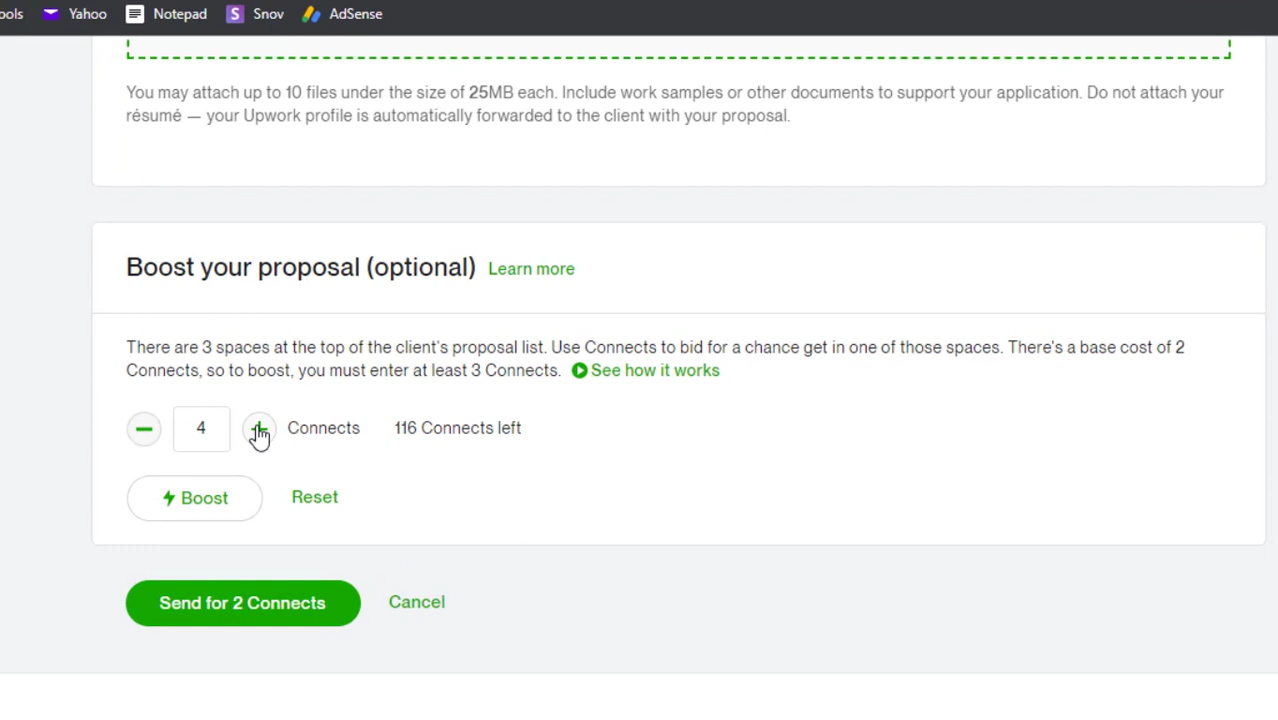 ools Yahoo Notepad S Snov AdSense
You may attach up to 10 files under the size of 25MB each. Include work samples or other documents to support your application. Do not attach your
résumé — your Upwork profile is automatically forwarded to the client with your proposal.
Boost your proposal (optional) Learn more
There are 3 spaces at the top of the client's proposal list. Use Connects to bid for a chance get in one of those spaces. There's a base cost of 2
Connects, so to boost, you must enter at least 3 Connects. See how it works
4 Connects 116 Connects left
Boost Reset
Send for 2 Connects Cancel